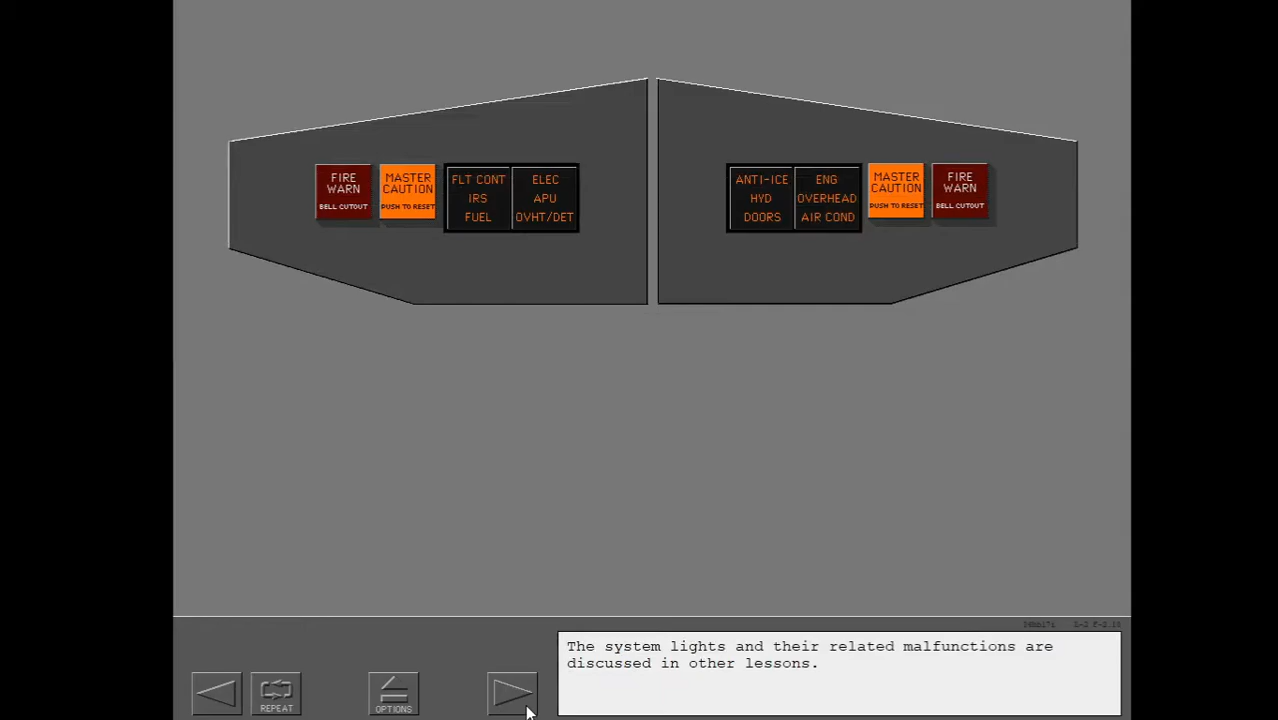 FIRE
WARN
BELL CUTOUT
MASTER
CAUTION
PUSH TO RESET
FLT CONT
IRS
FUEL
ELEC
APU
OVHT/DET
ANTI-ICE
HYD
DOORS
ENG
OVERHEAD
AIR COND
MASTER
CAUTION
PUSH TO RESET
FIRE
WARN
BELL CUTOUT
The system lights and their related malfunctions are
discussed in other lessons.
REPEAT
OPTIONS